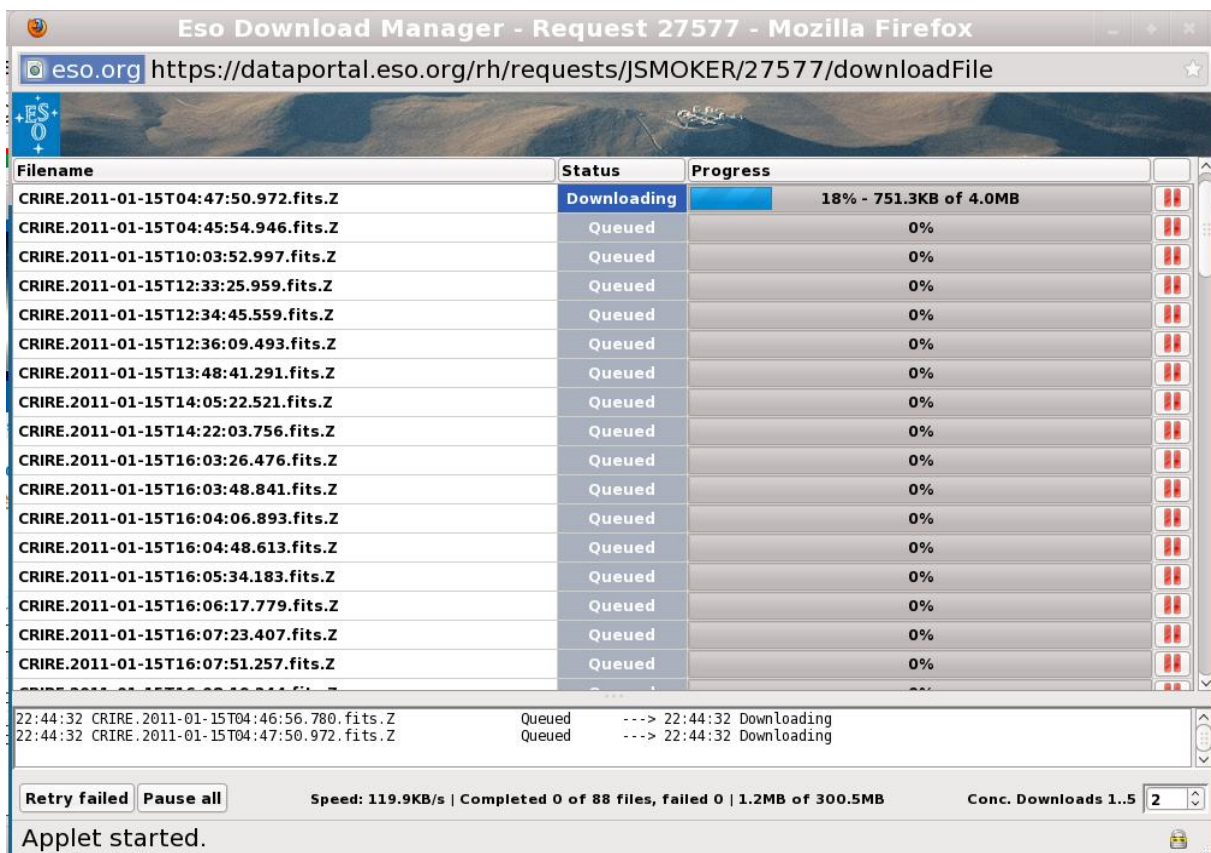 Eso Download Manager - Request 27577 - Mozilla Firefox
eso.org https://dataportal.eso.org/rh/requests/JSMOKER/27577/downloadFile
ESO
Filename Status Progress
CRIRE.2011-01-15T04:47:50.972.fits.Z Downloading 18% - 751.3KB of 4.0MB
CRIRE.2011-01-15T04:45:54.946.fits.Z Queued 0%
CRIRE.2011-01-15T10:03:52.997.fits.Z Queued 0%
CRIRE.2011-01-15T12:33:25.959.fits.Z Queued 0%
CRIRE.2011-01-15T12:34:45.559.fits.Z Queued 0%
CRIRE.2011-01-15T12:36:09.493.fits.Z Queued 0%
CRIRE.2011-01-15T13:48:41.291.fits.Z Queued 0%
CRIRE.2011-01-15T14:05:22.521.fits.Z Queued 0%
CRIRE.2011-01-15T14:22:03.756.fits.Z Queued 0%
CRIRE.2011-01-15T16:03:26.476.fits.Z Queued 0%
CRIRE.2011-01-15T16:03:48.841.fits.Z Queued 0%
CRIRE.2011-01-15T16:04:06.893.fits.Z Queued 0%
CRIRE.2011-01-15T16:04:48.613.fits.Z Queued 0%
CRIRE.2011-01-15T16:05:34.183.fits.Z Queued 0%
CRIRE.2011-01-15T16:06:17.779.fits.Z Queued 0%
CRIRE.2011-01-15T16:07:23.407.fits.Z Queued 0%
CRIRE.2011-01-15T16:07:51.257.fits.Z Queued 0%
22:44:32 CRIRE.2011-01-15T04:46:56.780.fits.Z Queued ---> 22:44:32 Downloading
22:44:32 CRIRE.2011-01-15T04:47:50.972.fits.Z Queued ---> 22:44:32 Downloading
Retry failed Pause all Speed: 119.9KB/s | Completed 0 of 88 files, failed 0 | 1.2MB of 300.5MB Conc. Downloads 1..5 2
Applet started.